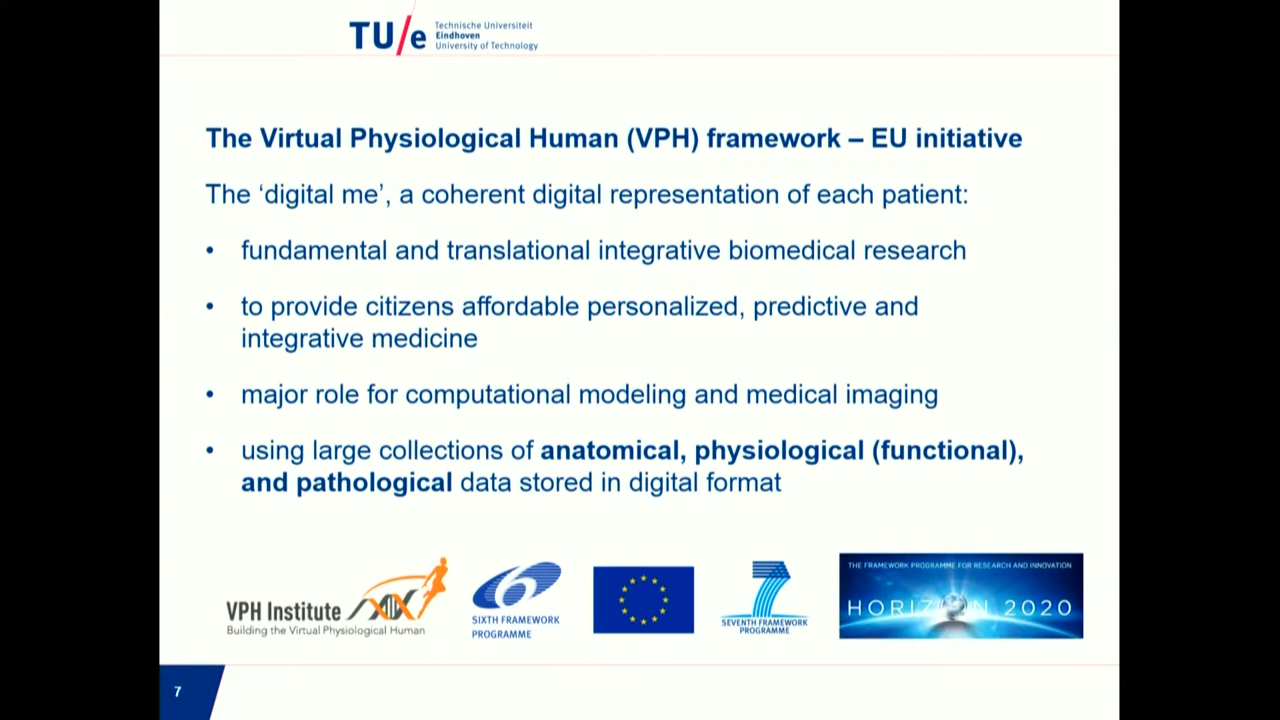 TU/e
Technische Universiteit
Eindhoven
University of Technology
The Virtual Physiological Human (VPH) framework – EU initiative
The ‘digital me’, a coherent digital representation of each patient:
• fundamental and translational integrative biomedical research
• to provide citizens affordable personalized, predictive and
integrative medicine
• major role for computational modeling and medical imaging
• using large collections of anatomical, physiological (functional),
and pathological data stored in digital format
VPH Institute
Building the Virtual Physiological Human
6
SIXTH FRAMEWORK
PROGRAMME
7
SEVENTH FRAMEWORK
PROGRAMME
THE FRAMEWORK PROGRAMME FOR RESEARCH AND INNOVATION
HORIZON 2020
7